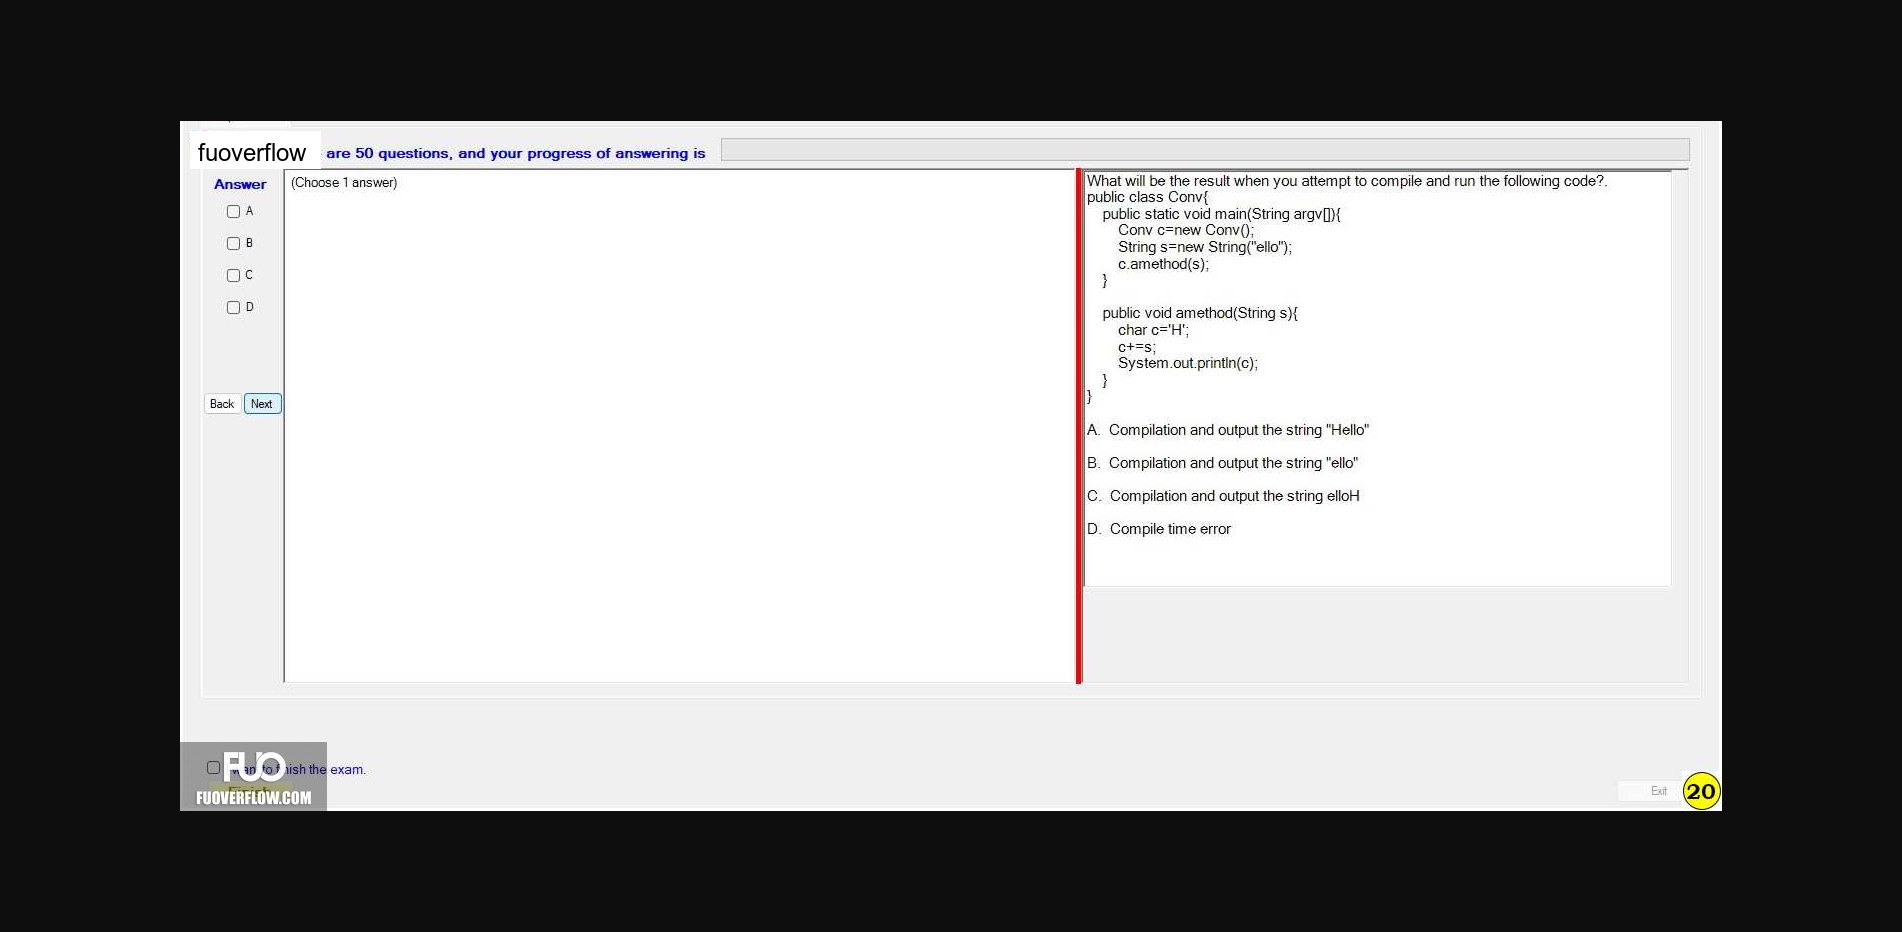 fuoverflow are 50 questions, and your progress of answering is
Answer
(Choose 1 answer)
A
B
C
D
Back Next
What will be the result when you attempt to compile and run the following code?.
public class Conv{
public static void main(String argv[]){
Conv c=new Conv();
String s=new String("ello");
c.amethod(s);
}
public void amethod(String s){
char c='H';
c+=s;
System.out.println(c);
}
}
A. Compilation and output the string "Hello"
B. Compilation and output the string "ello"
C. Compilation and output the string elloH
D. Compile time error
FUO
want to finish the exam.
Finish
FUOVERFLOW.COM
Exit
20